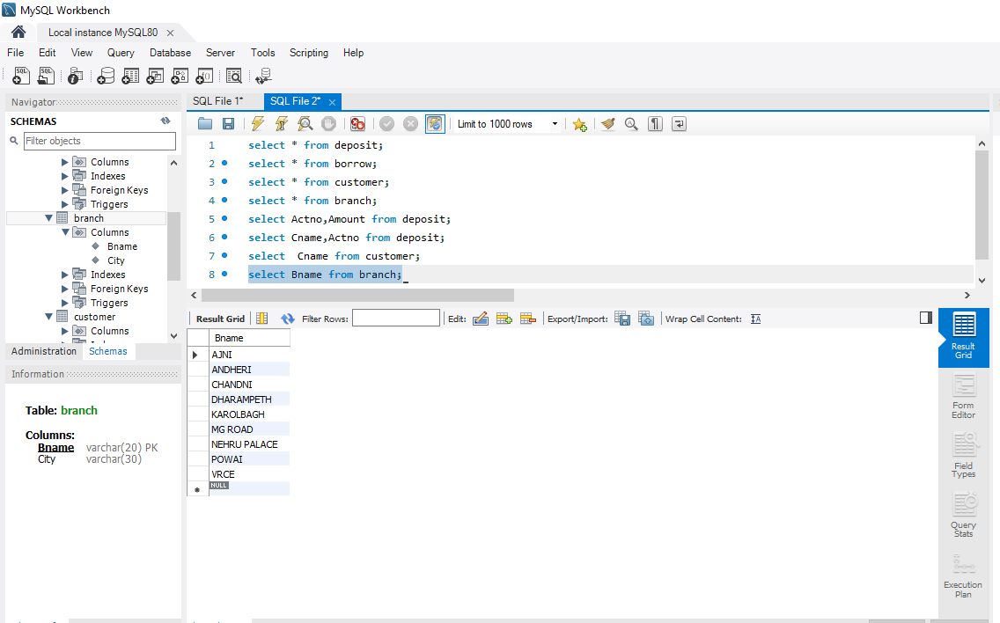 MySQL Workbench
Local instance MySQL80
File Edit View Query Database Server Tools Scripting Help
Navigator
SCHEMAS
Filter objects
Columns
Indexes
Foreign Keys
Triggers
branch
Columns
Bname
City
Indexes
Foreign Keys
Triggers
customer
Columns
Administration Schemas
Information
Table: branch
Columns:
Bname varchar(20) PK
City varchar(30)
SQL File 1* SQL File 2*
Limit to 1000 rows
1 select * from deposit;
2 select * from borrow;
3 select * from customer;
4 select * from branch;
5 select Actno,Amount from deposit;
6 select Cname,Actno from deposit;
7 select  Cname from customer;
8 select Bname from branch;
Result Grid Filter Rows: Edit: Export/Import: Wrap Cell Content:
Bname
AJNI
ANDHERI
CHANDNI
DHARAMPETH
KAROLBAGH
MG ROAD
NEHRU PALACE
POWAI
VRCE
NULL
Result
Grid
Form
Editor
Field
Types
Query
Stats
Execution
Plan